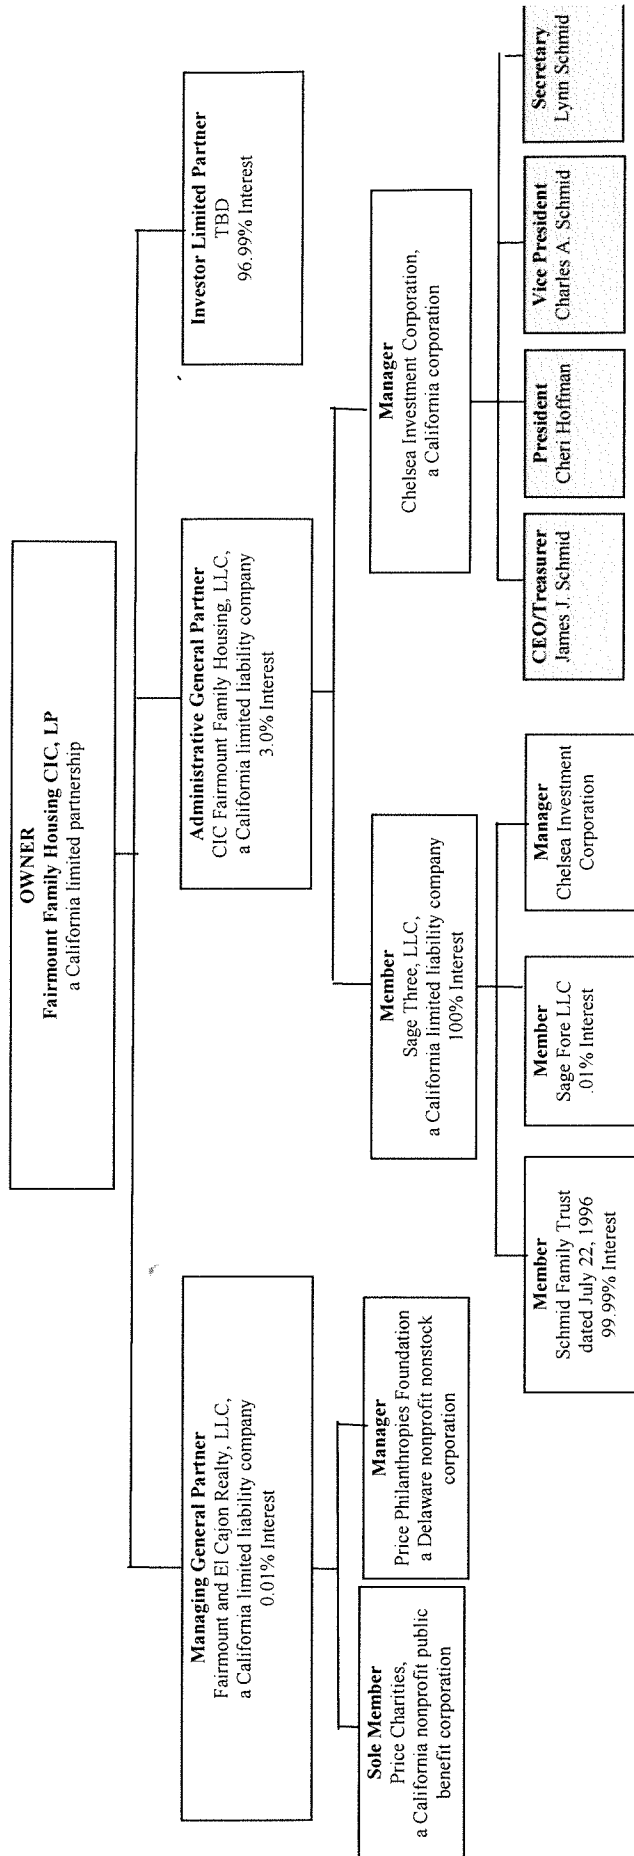 OWNER
Fairmount Family Housing CIC, LP
a California limited partnership
Managing General Partner
Fairmount and El Cajon Realty, LLC,
a California limited liability company
0.01% Interest
Administrative General Partner
CIC Fairmount Family Housing, LLC,
a California limited liability company
3.0% Interest
Investor Limited Partner
TBD
96.99% Interest
Sole Member
Price Charities,
a California nonprofit public
benefit corporation
Manager
Price Philanthropies Foundation
a Delaware nonprofit nonstock
corporation
Member
Sage Three, LLC,
a California limited liability company
100% Interest
Manager
Chelsea Investment Corporation,
a California corporation
Member
Schmid Family Trust
dated July 22, 1996
99.99% Interest
Member
Sage Fore LLC
.01% Interest
Manager
Chelsea Investment
Corporation
CEO/Treasurer
James J. Schmid
President
Cheri Hoffman
Vice President
Charles A. Schmid
Secretary
Lynn Schmid